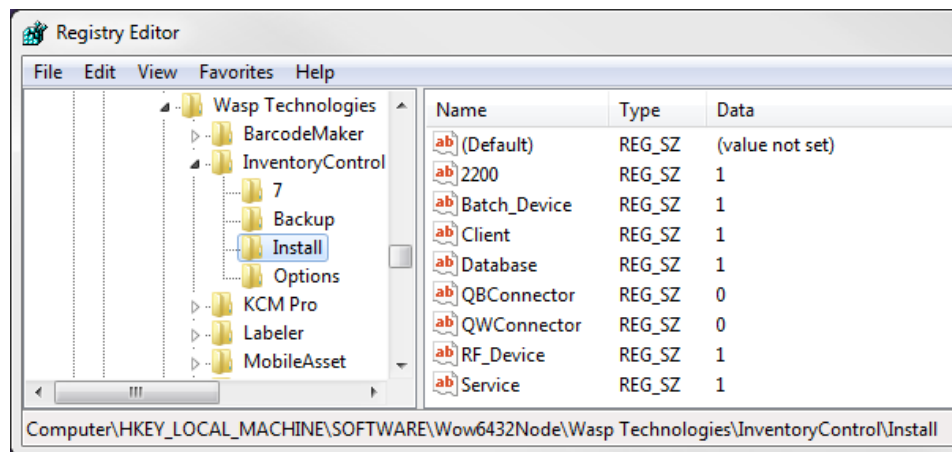 Registry Editor
File Edit View Favorites Help
Wasp Technologies
BarcodeMaker
InventoryControl
7
Backup
Install
Options
KCM Pro
Labeler
MobileAsset
Name Type Data
(Default) REG_SZ (value not set)
2200 REG_SZ 1
Batch_Device REG_SZ 1
Client REG_SZ 1
Database REG_SZ 1
QBConnector REG_SZ 0
QWConnector REG_SZ 0
RF_Device REG_SZ 1
Service REG_SZ 1
Computer\HKEY_LOCAL_MACHINE\SOFTWARE\Wow6432Node\Wasp Technologies\InventoryControl\Install